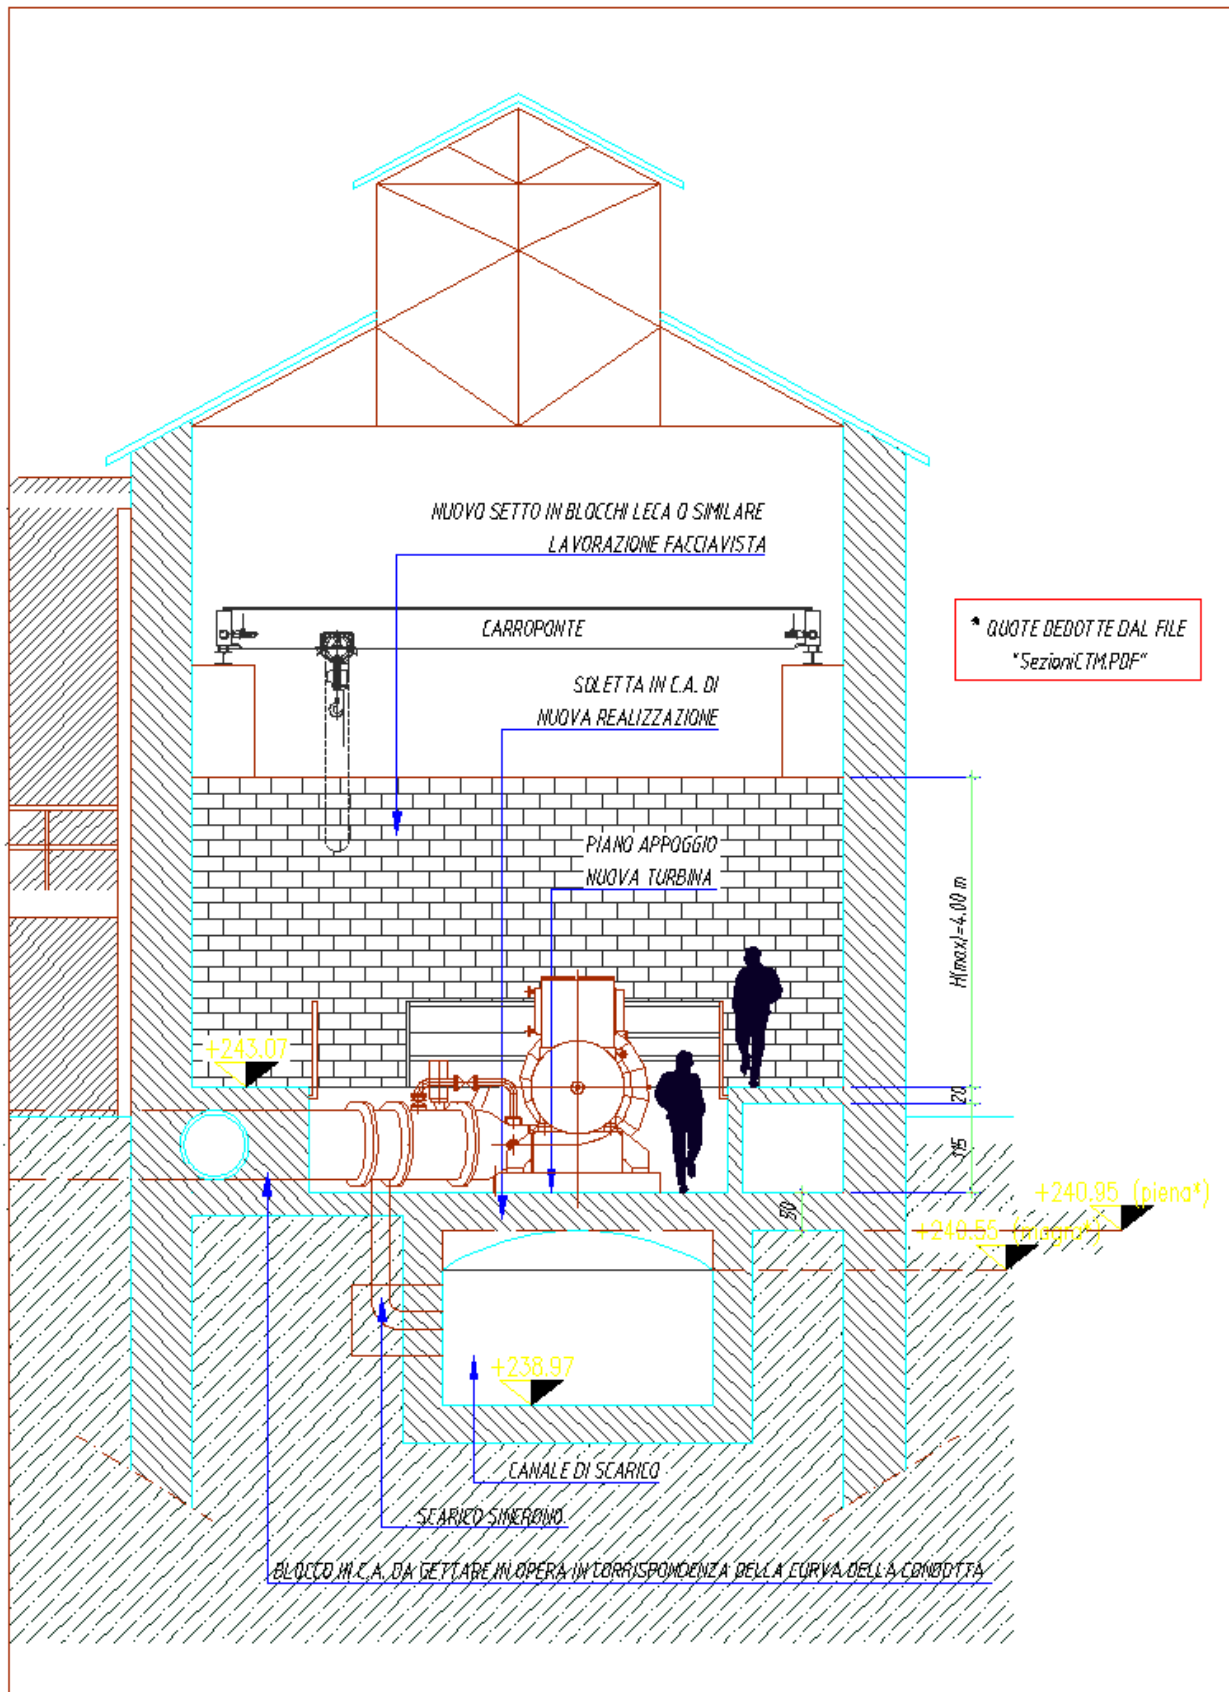 NUOVO SETTO IN BLOCCHI LECA O SIMILARE
LAVORAZIONE FACCIAVISTA
CARROPONTE
* QUOTE DEDOTTE DAL FILE
"SezioniCTM.PDF"
SOLETTA IN C.A. DI
NUOVA REALIZZAZIONE
PIANO APPOGGIO
NUOVA TURBINA
H(max)=4.00 m
+243.07
20
115
50
+240.95 (piena*)
+240.55 (magra*)
+238.97
CANALE DI SCARICO
SCARICO SINCRONO
BLOCCO IN C.A. DA GETTARE IN OPERA IN CORRISPONDENZA DELLA CURVA DELLA CONDOTTA